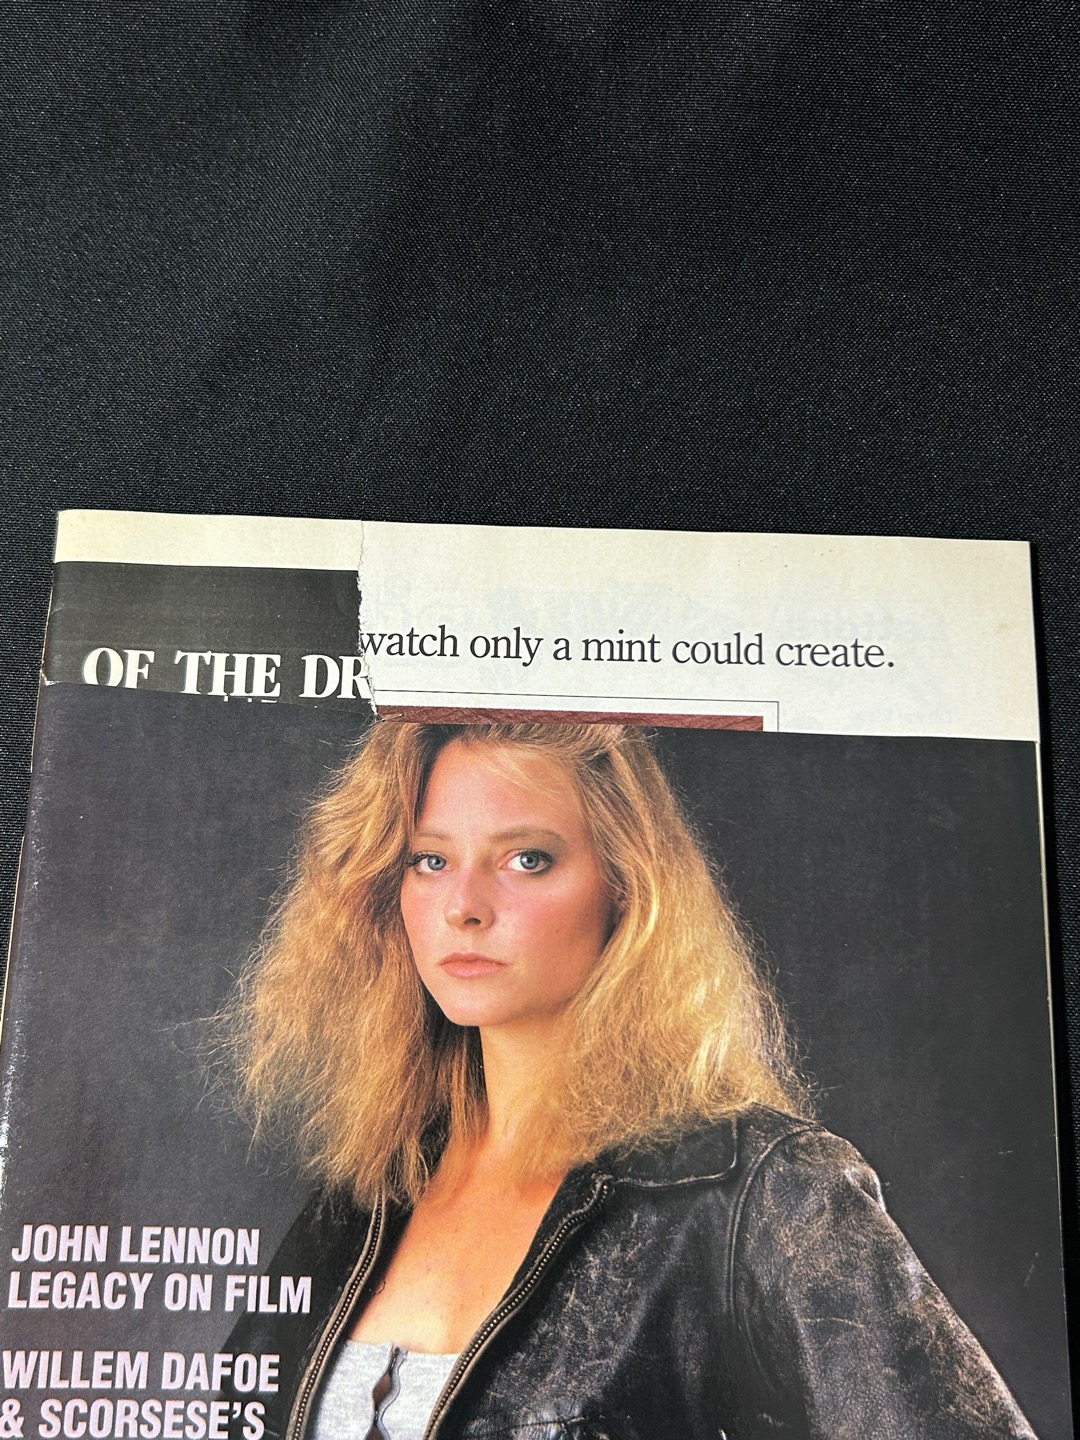 watch only a mint could create.
OF THE DR
JOHN LENNON
LEGACY ON FILM
WILLEM DAFOE
& SCORSESE'S